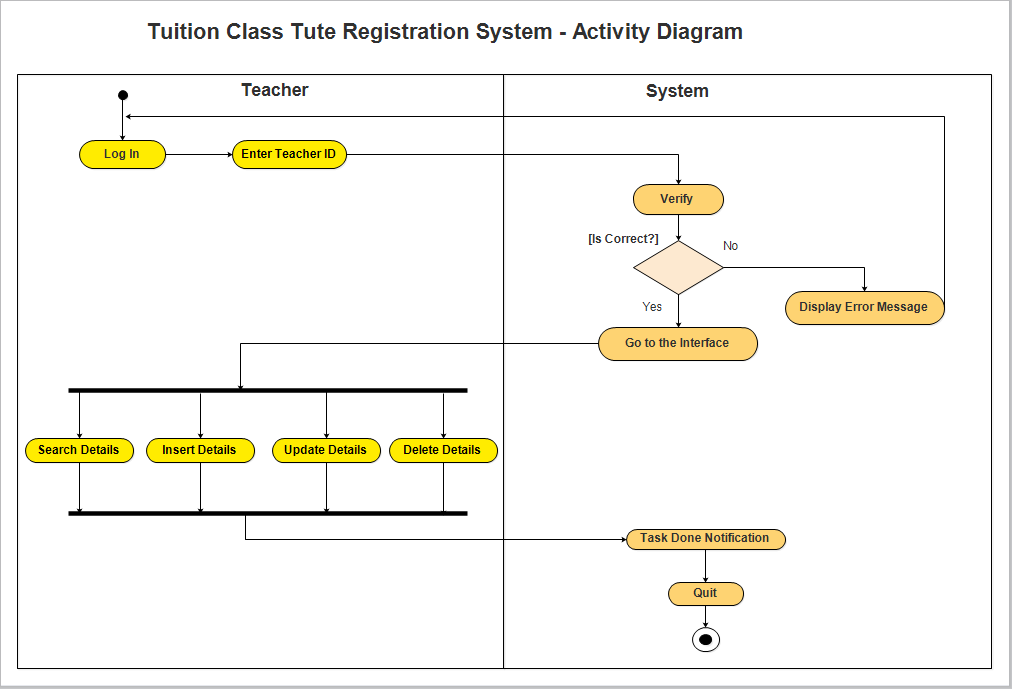 Tuition Class Tute Registration System - Activity Diagram
Teacher
System
Log In
Enter Teacher ID
Verify
[Is Correct?]
No
Yes
Display Error Message
Go to the Interface
Search Details
Insert Details
Update Details
Delete Details
Task Done Notification
Quit